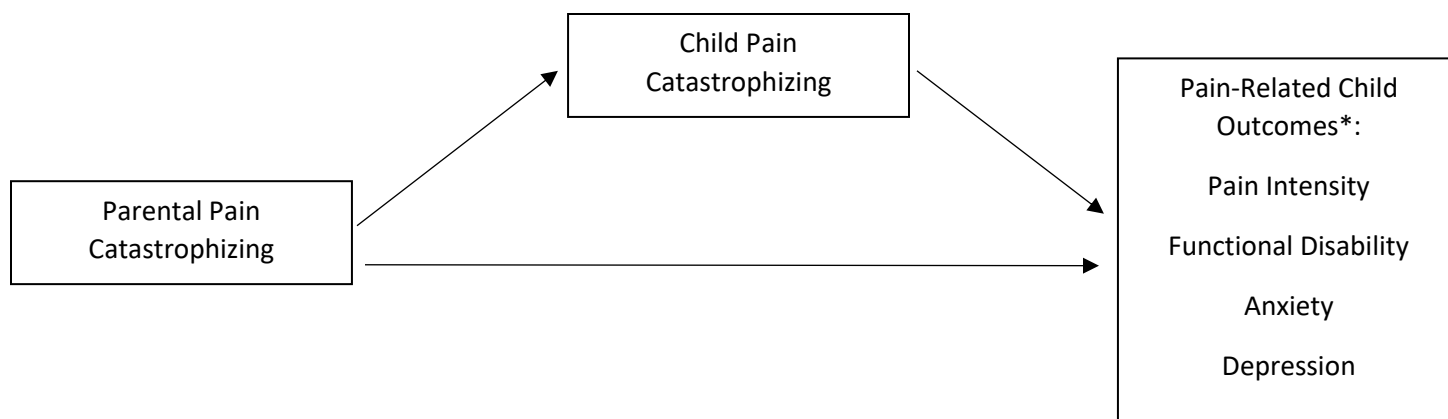 Child Pain
Catastrophizing
Pain-Related Child
Outcomes*:
Pain Intensity
Functional Disability
Anxiety
Depression
Parental Pain
Catastrophizing